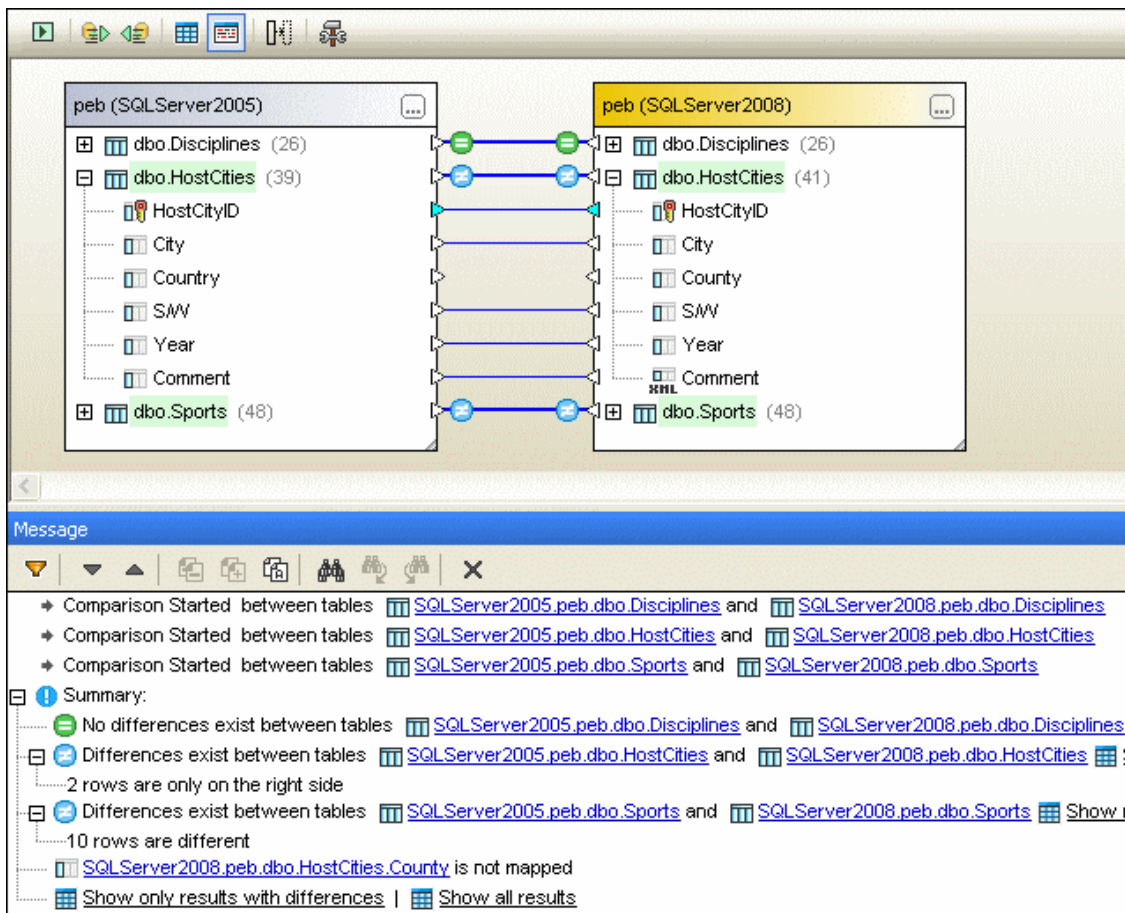 peb (SQLServer2005) ... peb (SQLServer2008) ...
dbo.Disciplines (26) dbo.Disciplines (26)
dbo.HostCities (39) dbo.HostCities (41)
HostCityID HostCityID
City City
Country County
S/W S/W
Year Year
Comment XML Comment
dbo.Sports (48) dbo.Sports (48)
Message
Comparison Started between tables SQLServer2005.peb.dbo.Disciplines and SQLServer2008.peb.dbo.Disciplines
Comparison Started between tables SQLServer2005.peb.dbo.HostCities and SQLServer2008.peb.dbo.HostCities
Comparison Started between tables SQLServer2005.peb.dbo.Sports and SQLServer2008.peb.dbo.Sports
Summary:
No differences exist between tables SQLServer2005.peb.dbo.Disciplines and SQLServer2008.peb.dbo.Disciplines
Differences exist between tables SQLServer2005.peb.dbo.HostCities and SQLServer2008.peb.dbo.HostCities
2 rows are only on the right side
Differences exist between tables SQLServer2005.peb.dbo.Sports and SQLServer2008.peb.dbo.Sports Show
10 rows are different
SQLServer2008.peb.dbo.HostCities.County is not mapped
Show only results with differences | Show all results